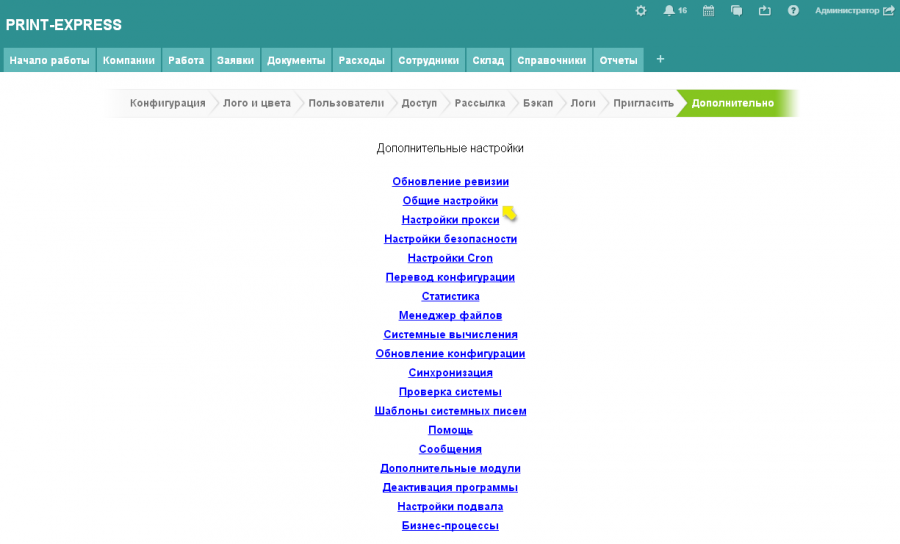 16 Администратор
PRINT-EXPRESS
Начало работы Компании Работа Заявки Документы Расходы Сотрудники Склад Справочники Отчеты +
Конфигурация Лого и цвета Пользователи Доступ Рассылка Бэкап Логи Пригласить Дополнительно
Дополнительные настройки
Обновление ревизии
Общие настройки
Настройки прокси
Настройки безопасности
Настройки Cron
Перевод конфигурации
Статистика
Менеджер файлов
Системные вычисления
Обновление конфигурации
Синхронизация
Проверка системы
Шаблоны системных писем
Помощь
Сообщения
Дополнительные модули
Деактивация программы
Настройки подвала
Бизнес-процессы